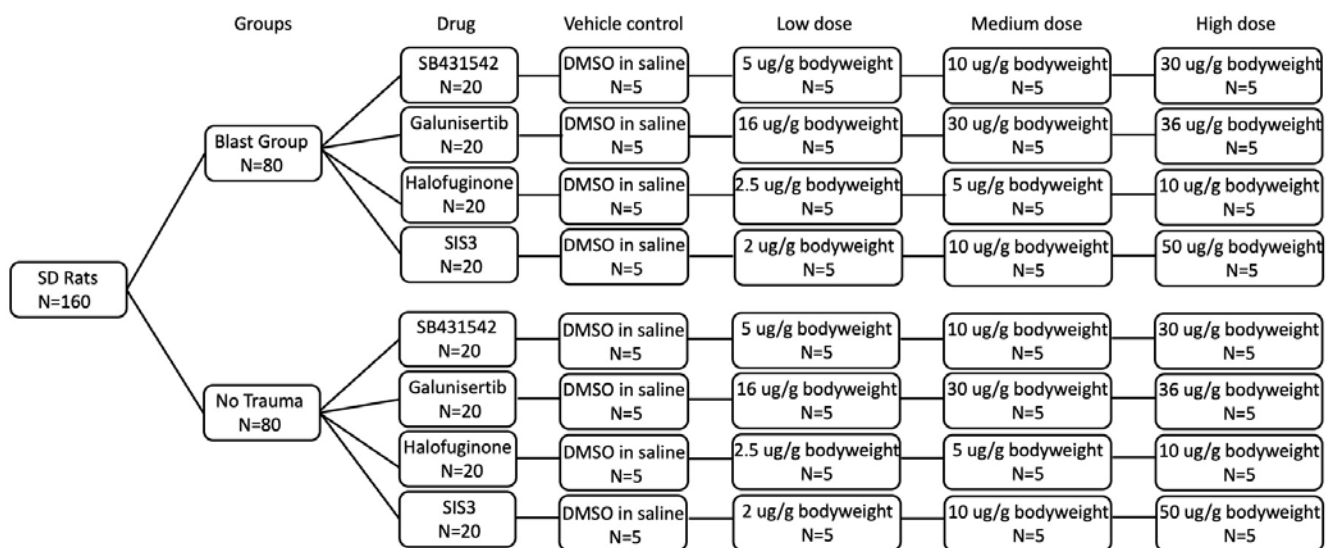 Groups Drug Vehicle control Low dose Medium dose High dose
SB431542 DMSO in saline 5 ug/g bodyweight 10 ug/g bodyweight 30 ug/g bodyweight
N=20 N=5 N=5 N=5 N=5
Galunisertib DMSO in saline 16 ug/g bodyweight 30 ug/g bodyweight 36 ug/g bodyweight
N=20 N=5 N=5 N=5 N=5
Blast Group
N=80
Halofuginone DMSO in saline 2.5 ug/g bodyweight 5 ug/g bodyweight 10 ug/g bodyweight
N=20 N=5 N=5 N=5 N=5
SIS3 DMSO in saline 2 ug/g bodyweight 10 ug/g bodyweight 50 ug/g bodyweight
N=20 N=5 N=5 N=5 N=5
SD Rats
N=160
SB431542 DMSO in saline 5 ug/g bodyweight 10 ug/g bodyweight 30 ug/g bodyweight
N=20 N=5 N=5 N=5 N=5
Galunisertib DMSO in saline 16 ug/g bodyweight 30 ug/g bodyweight 36 ug/g bodyweight
N=20 N=5 N=5 N=5 N=5
No Trauma
N=80
Halofuginone DMSO in saline 2.5 ug/g bodyweight 5 ug/g bodyweight 10 ug/g bodyweight
N=20 N=5 N=5 N=5 N=5
SIS3 DMSO in saline 2 ug/g bodyweight 10 ug/g bodyweight 50 ug/g bodyweight
N=20 N=5 N=5 N=5 N=5